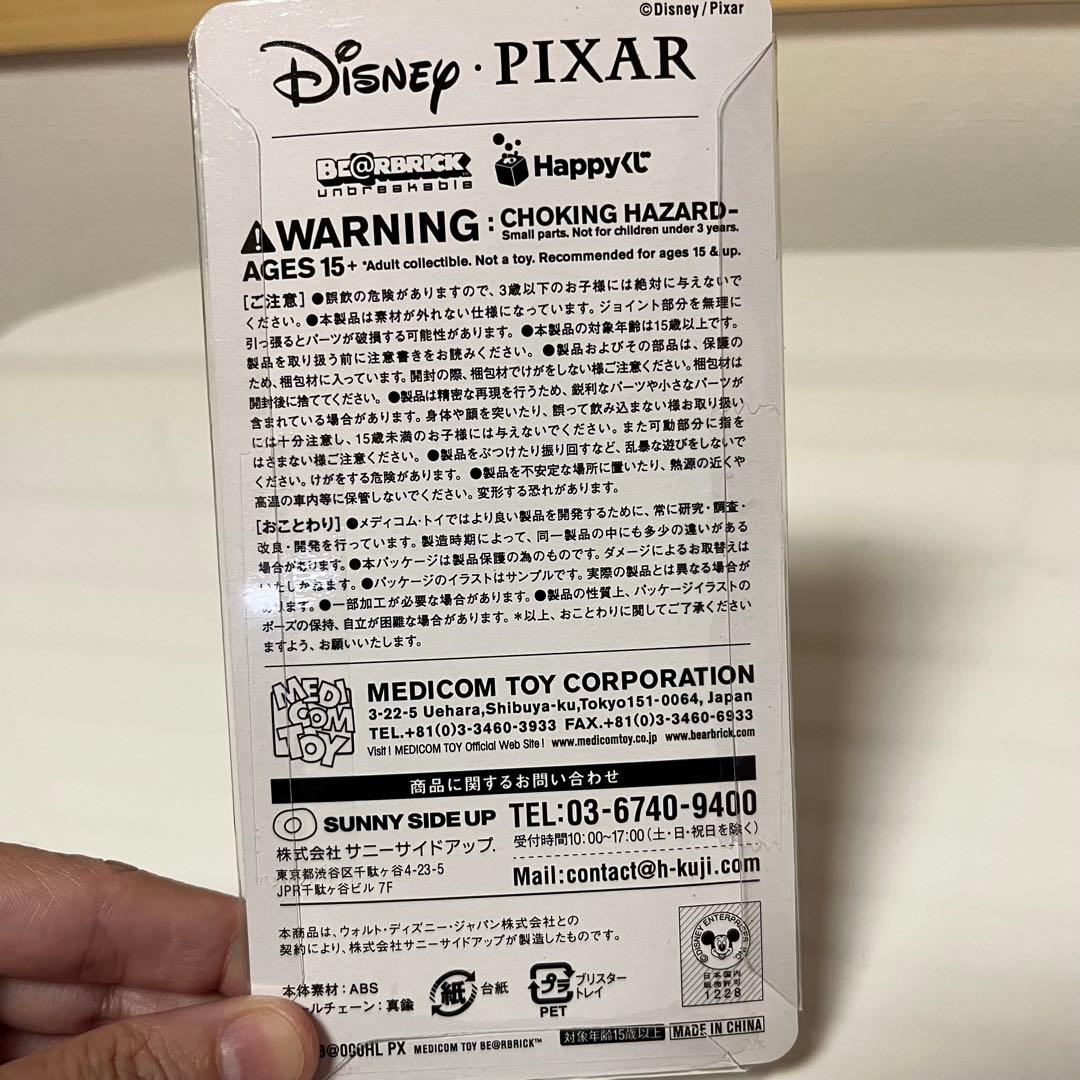 ©Disney/Pixar
Disney · PIXAR
BE@RBRICK™
unbreakable
Happyくじ
WARNING : CHOKING HAZARD-
Small parts. Not for children under 3 years.
AGES 15+ *Adult collectible. Not a toy. Recommended for ages 15 & up.
[ご注意] ●誤飲の危険がありますので、3歳以下のお子様には絶対に与えないで
ください。●本製品は素材が外れない仕様になっています。ジョイント部分を無理に
引っ張るとパーツが破損する可能性があります。 ●本製品の対象年齢は15歳以上です。
製品を取り扱う前に注意書きをお読みください。 ●製品およびその部品は、保護の
ため、梱包材に入っています。開封の際、梱包材でけがをしない様ご注意ください。梱包材は
開封後に捨ててください。 ●製品は精密な再現を行うため、鋭利なパーツや小さなパーツが
含まれている場合があります。身体や顔を突いたり、誤って飲み込まない様お取り扱い
には十分注意し、15歳未満のお子様には与えないでください。また可動部分に指を
はさまない様ご注意ください。 ●製品をぶつけたり振り回すなど、乱暴な遊びをしないで
ください。けがをする危険があります。 ●製品を不安定な場所に置いたり、熱源の近くや
高温の車内等に保管しないでください。変形する恐れがあります。
[おことわり] ●メディコム・トイではより良い製品を開発するために、常に研究・調査・
改良・開発を行っています。製造時期によって、同一製品の中にも多少の違いがある
場合があります。●本パッケージは製品保護の為のものです。ダメージによるお取替えは
いたしかねます。●パッケージのイラストはサンプルです。実際の製品とは異なる場合が
あります。●一部加工が必要な場合があります。●製品の性質上、パッケージイラストの
ポーズの保持、自立が困難な場合があります。＊以上、おことわりに関してご了承ください
ますよう、お願いいたします。
MEDI COM TOY
MEDICOM TOY CORPORATION
3-22-5 Uehara,Shibuya-ku,Tokyo151-0064, Japan
TEL.+81(0)3-3460-3933 FAX.+81(0)3-3460-6933
Visit! MEDICOM TOY Official Web Site! www.medicomtoy.co.jp www.bearbrick.com
商品に関するお問い合わせ
SUNNY SIDE UP
株式会社 サニーサイドアップ.
東京都渋谷区千駄ヶ谷4-23-5
JPR千駄ヶ谷ビル 7F
TEL:03-6740-9400
受付時間10:00~17:00(土・日・祝日を除く)
Mail:contact@h-kuji.com
本商品は、ウォルト・ディズニー・ジャパン株式会社との
契約により、株式会社サニーサイドアップが製造したものです。
©DISNEY ENTERPRISES, INC.
日本国内
販売許可
1228
本体素材：ABS
ールチェーン：真鍮
紙 台紙
プラ
PET
ブリスター
トレイ
B@000HL PX MEDICOM TOY BE@RBRICK™
対象年齢15歳以上
MADE IN CHINA